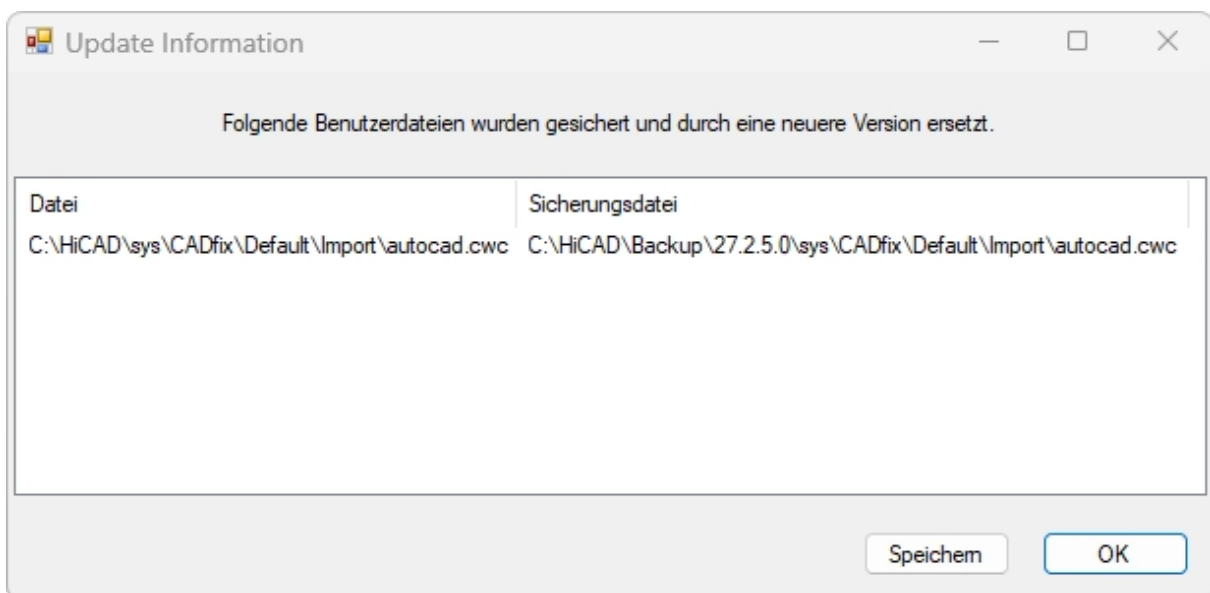 Update Information
Folgende Benutzerdateien wurden gesichert und durch eine neuere Version ersetzt.
Datei Sicherungsdatei
C:\HiCAD\sys\CADfix\Default\Import\autocad.cwc C:\HiCAD\Backup\27.2.5.0\sys\CADfix\Default\Import\autocad.cwc
Speichern OK